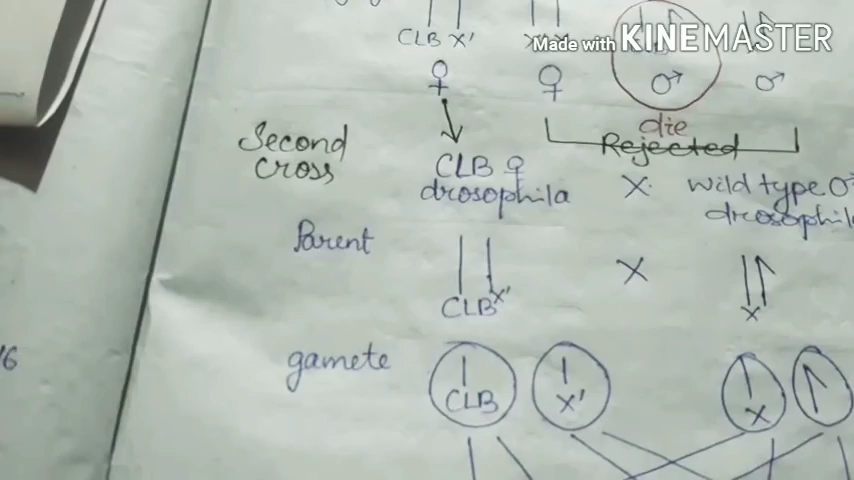 CLB X'
Made with KINEMASTER
♀ ♀ ♂ ♂
die
Second CLB ♀ Rejected
cross drosophila X wild type ♂
drosophila
Parent X
CLB X' X
gamete
CLB X' X